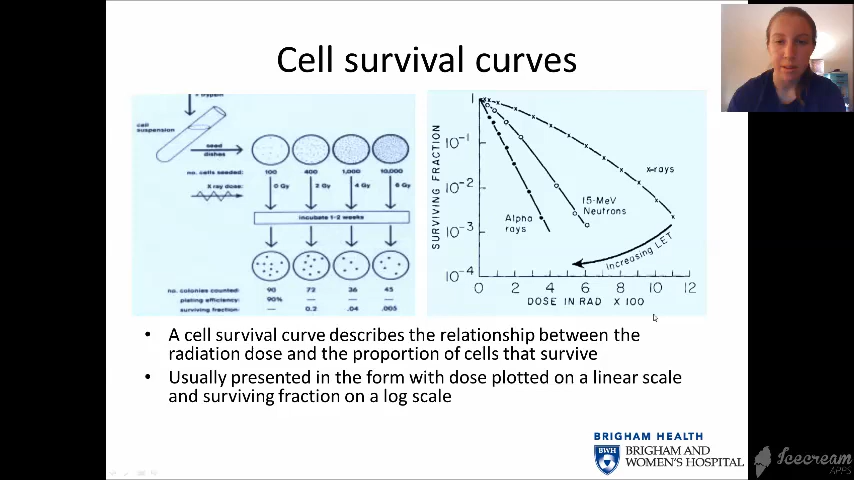 Cell survival curves
+ trypsin
cell
suspension
seed
dishes
no. cells seeded: 100 400 1,000 10,000
X ray dose: 0 Gy 2 Gy 4 Gy 6 Gy
incubate 1-2 weeks
no. colonies counted: 90 72 36 45
plating efficiency: 90% — — —
surviving fraction: — 0.2 .04 .005
SURVIVING FRACTION
1
10-1
10-2
10-3
10-4
x-rays
15-MeV
Neutrons
Alpha
rays
Increasing LET
0 2 4 6 8 10 12
DOSE IN RAD X 100
• A cell survival curve describes the relationship between the
radiation dose and the proportion of cells that survive
• Usually presented in the form with dose plotted on a linear scale
and surviving fraction on a log scale
BRIGHAM HEALTH
BWH
BRIGHAM AND
WOMEN'S HOSPITAL
Icecream
APPS